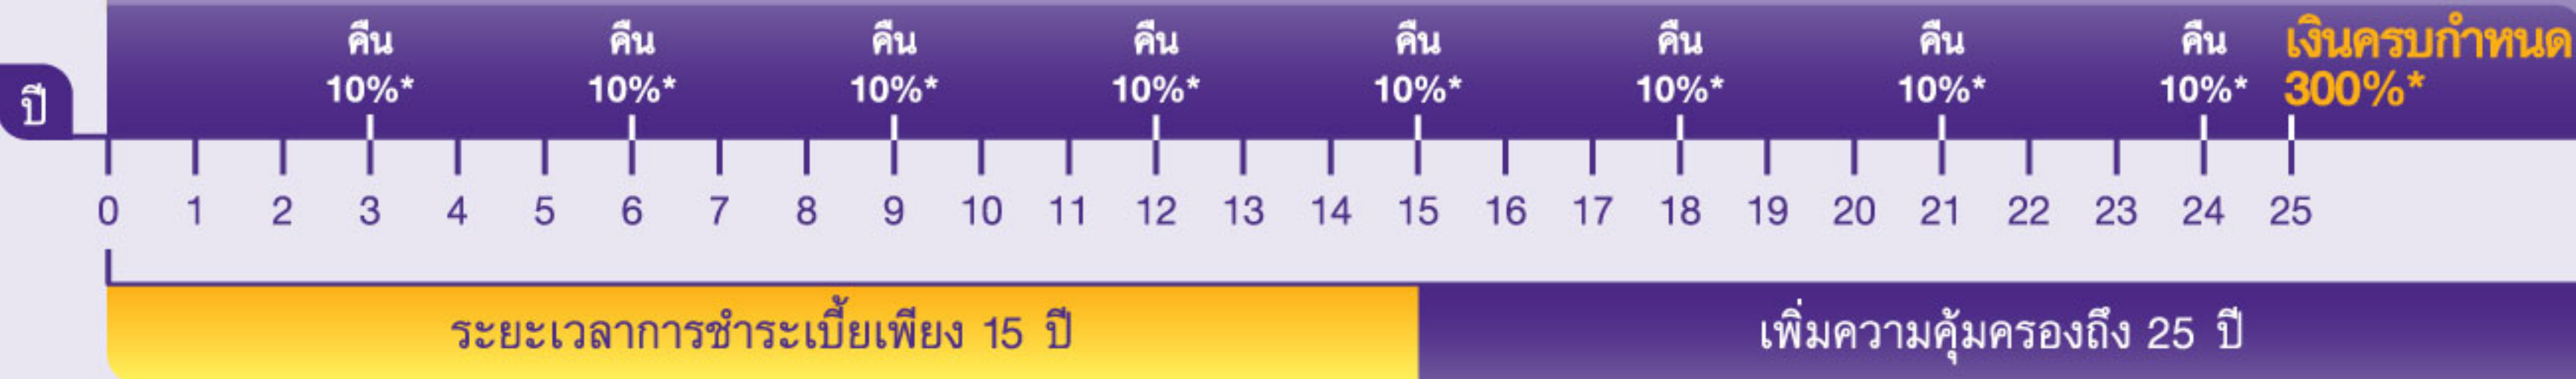 คืน คืน คืน คืน คืน คืน คืน คืน เงินครบกำหนด
10%* 10%* 10%* 10%* 10%* 10%* 10%* 10%* 300%*
ปี
0 1 2 3 4 5 6 7 8 9 10 11 12 13 14 15 16 17 18 19 20 21 22 23 24 25
ระยะเวลาการชำระเบี้ยเพียง 15 ปี เพิ่มความคุ้มครองถึง 25 ปี